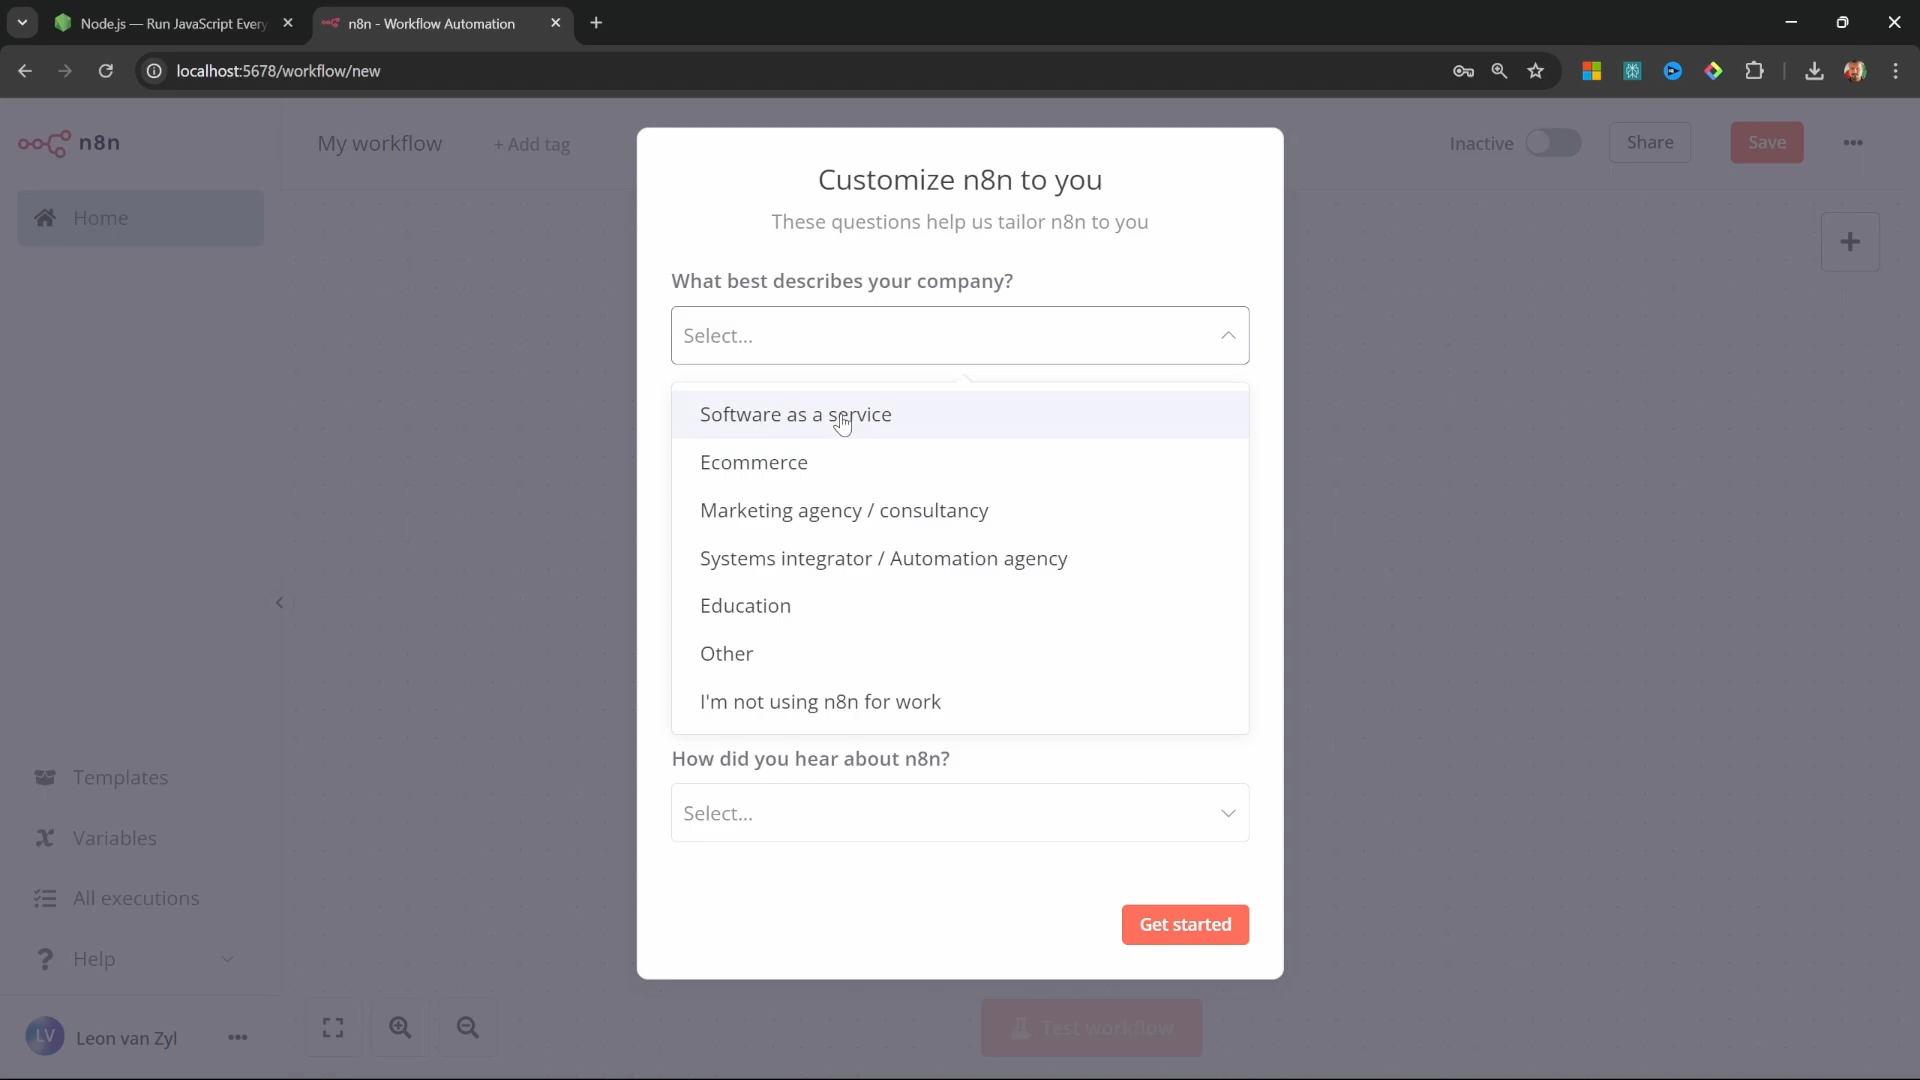 Node.js — Run JavaScript Every
n8n - Workflow Automation
localhost:5678/workflow/new
n8n
My workflow
+ Add tag
Inactive
Share
Save
Home
Customize n8n to you
These questions help us tailor n8n to you
What best describes your company?
Select...
Software as a service
Ecommerce
Marketing agency / consultancy
Systems integrator / Automation agency
Education
Other
I'm not using n8n for work
How did you hear about n8n?
Select...
Get started
Templates
Variables
All executions
Help
LV
Leon van Zyl
Test workflow